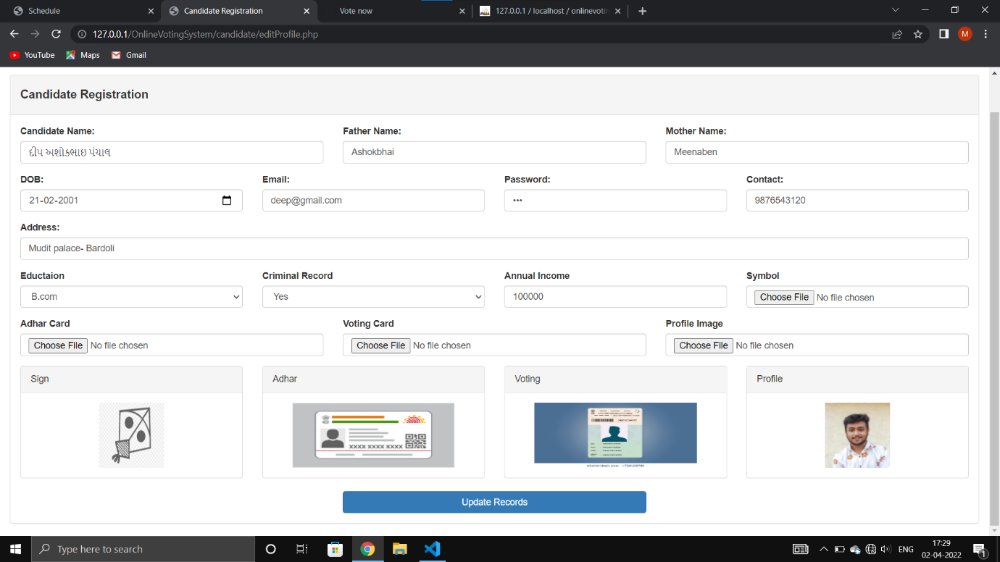 Schedule
Candidate Registration
Vote now
127.0.0.1 / localhost / onlinevotin
127.0.0.1/OnlineVotingSystem/candidate/editProfile.php
M
YouTube
Maps
Gmail
Candidate Registration
Candidate Name:
Father Name:
Mother Name:
દીપ અશોકભાઇ પંચાલ
Ashokbhai
Meenaben
DOB:
Email:
Password:
Contact:
21-02-2001
deep@gmail.com
•••
9876543120
Address:
Mudit palace- Bardoli
Eductaion
Criminal Record
Annual Income
Symbol
B.com
Yes
100000
Choose File No file chosen
Adhar Card
Voting Card
Profile Image
Choose File No file chosen
Choose File No file chosen
Choose File No file chosen
Sign
Adhar
Voting
Profile
XXXX XXXX XXXX
Update Records
Type here to search
ENG
17:29
02-04-2022
1